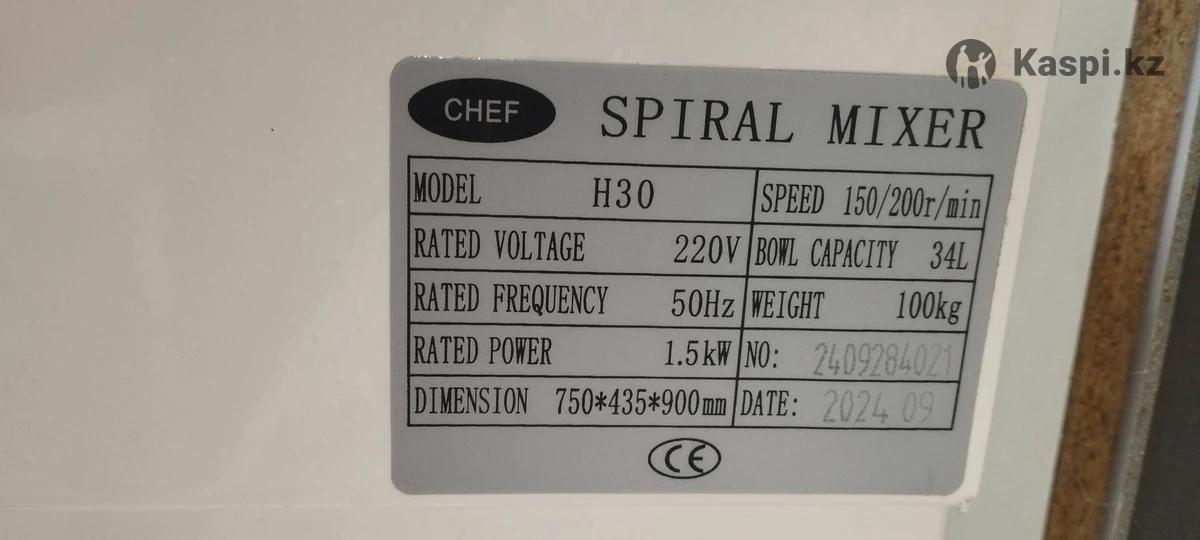 Kaspi.kz
CHEF
SPIRAL MIXER
MODEL H30 SPEED 150/200r/min
RATED VOLTAGE 220V BOWL CAPACITY 34L
RATED FREQUENCY 50Hz WEIGHT 100kg
RATED POWER 1.5kW NO: 2409284021
DIMENSION 750*435*900mm DATE: 2024 09
CE